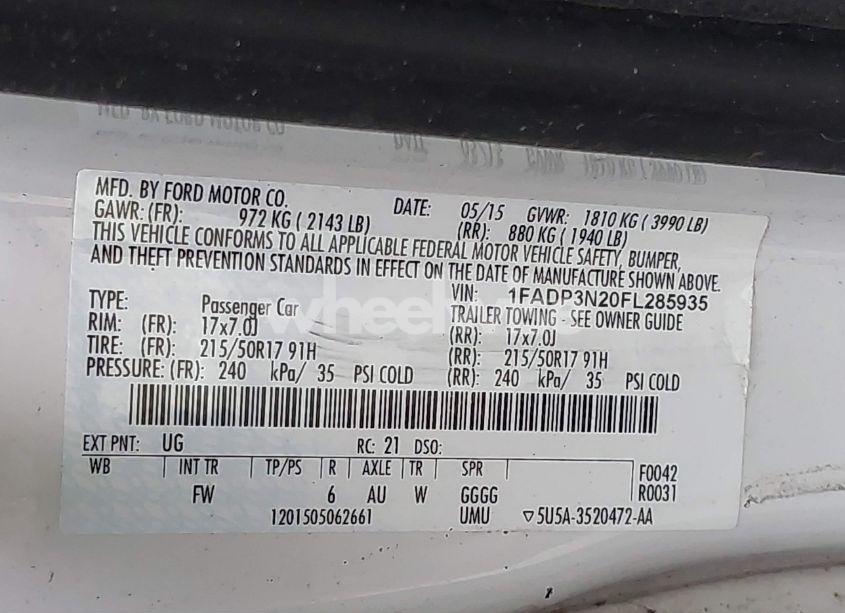 MFD. BY FORD MOTOR CO. DATE: 05/15 GVWR: 1810 KG ( 3990 LB)
GAWR: (FR): 972 KG ( 2143 LB) (RR): 880 KG ( 1940 LB)
THIS VEHICLE CONFORMS TO ALL APPLICABLE FEDERAL MOTOR VEHICLE SAFETY, BUMPER,
AND THEFT PREVENTION STANDARDS IN EFFECT ON THE DATE OF MANUFACTURE SHOWN ABOVE.
VIN: 1FADP3N20FL285935
TYPE: Passenger Car TRAILER TOWING - SEE OWNER GUIDE
RIM: (FR): 17x7.0J (RR): 17x7.0J
TIRE: (FR): 215/50R17 91H (RR): 215/50R17 91H
PRESSURE: (FR): 240 kPa/ 35 PSI COLD (RR): 240 kPa/ 35 PSI COLD
EXT PNT: UG RC: 21 DSO:
WB INT TR TP/PS R AXLE TR SPR F0042
FW 6 AU W GGGG R0031
1201505062661 UMU ▽5U5A-3520472-AA